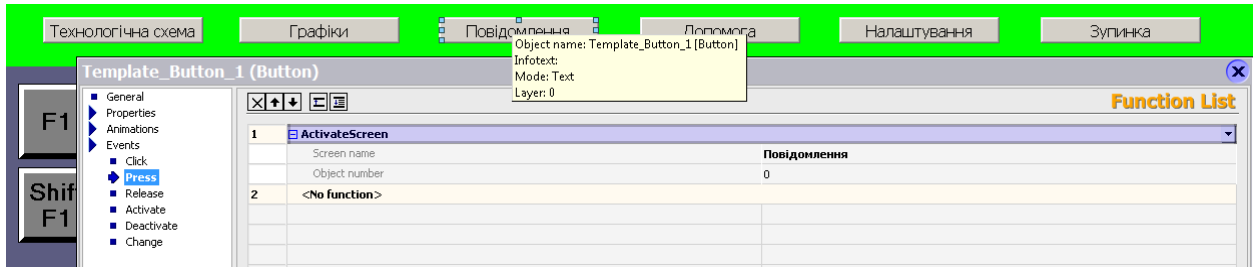 Технологічна схема Графіки Повідомлення Допомога Налаштування Зупинка
Object name: Template_Button_1 [Button]
Infotext:
Mode: Text
Layer: 0
Template_Button_1 (Button)
F1
Shif
F1
General
Properties
Animations
Events
Click
Press
Release
Activate
Deactivate
Change
Function List
1 ActivateScreen
Screen name Повідомлення
Object number 0
2 <No function>